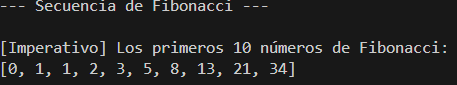 --- Secuencia de Fibonacci ---
[Imperativo] Los primeros 10 números de Fibonacci:
[0, 1, 1, 2, 3, 5, 8, 13, 21, 34]